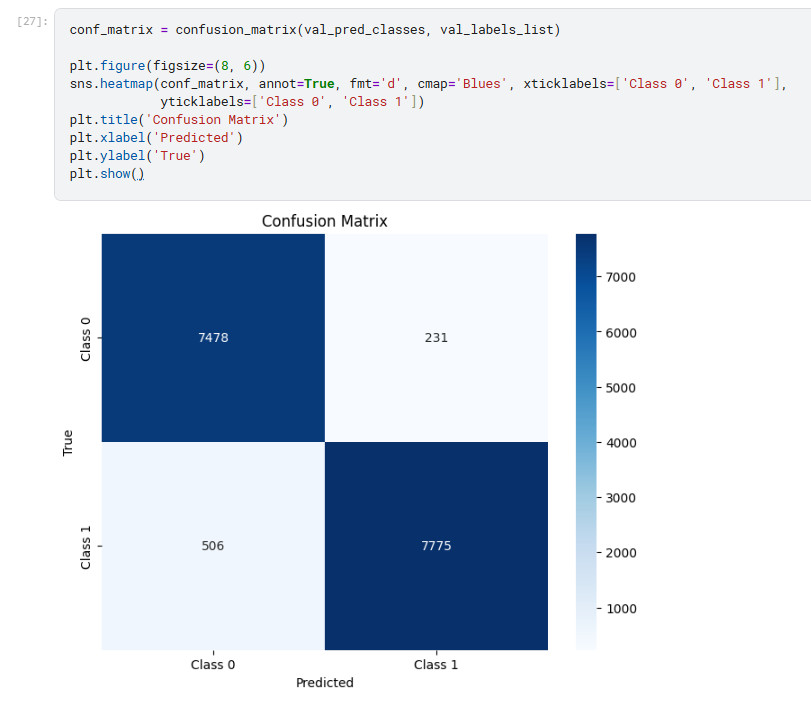 [27]:
conf_matrix = confusion_matrix(val_pred_classes, val_labels_list)
plt.figure(figsize=(8, 6))
sns.heatmap(conf_matrix, annot=True, fmt='d', cmap='Blues', xticklabels=['Class 0', 'Class 1'],
yticklabels=['Class 0', 'Class 1'])
plt.title('Confusion Matrix')
plt.xlabel('Predicted')
plt.ylabel('True')
plt.show()
Confusion Matrix
Class 0
7478
231
True
Class 1
506
7775
Class 0
Class 1
Predicted
7000
6000
5000
4000
3000
2000
1000